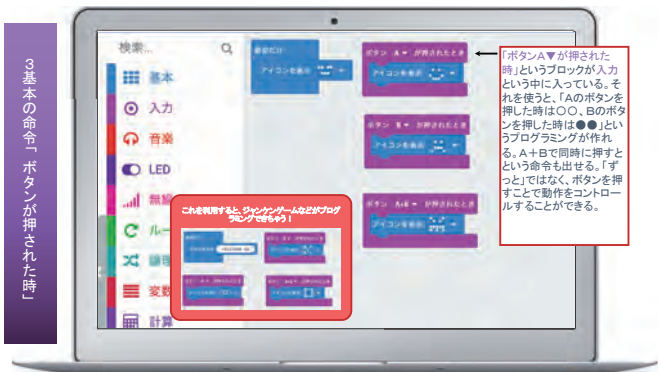 ３基本の命令「ボタンが押された時」
検索...
基本
入力
音楽
LED
無線
ルー
論理
変数
計算
最初だけ
アイコンを表示
ボタン A▼ が押されたとき
アイコンを表示
ボタン B▼ が押されたとき
アイコンを表示
ボタン A+B▼ が押されたとき
アイコンを表示
「ボタンA▼が押された
時」というブロックが入力
という中に入っている。そ
れを使うと、「Aのボタンを
押した時は〇〇、Bのボタ
ンを押した時は●●」とい
うプログラミングが作れ
る。A＋Bで同時に押すと
という命令も出せる。「ず
っと」ではなく、ボタンを押
すことで動作をコントロー
ルすることができる。
これを利用すると、ジャンケンゲームなどがプログ
ラミングできちゃう！